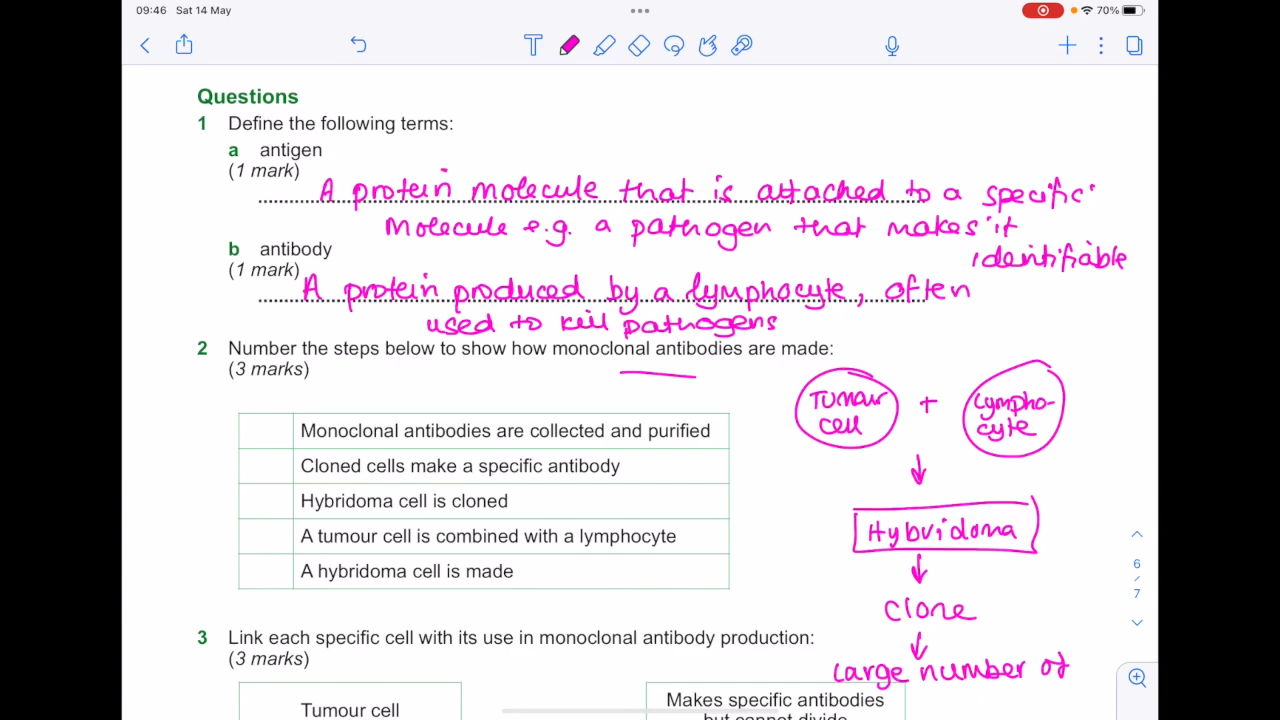 09:46 Sat 14 May
70%
Questions
1 Define the following terms:
a antigen
(1 mark)
A protein molecule that is attached to a specific
molecule e.g. a pathogen that makes it
identifiable
b antibody
(1 mark)
A protein produced by a lymphocyte, often
used to kill pathogens
2 Number the steps below to show how monoclonal antibodies are made:
(3 marks)
Monoclonal antibodies are collected and purified
Cloned cells make a specific antibody
Hybridoma cell is cloned
A tumour cell is combined with a lymphocyte
A hybridoma cell is made
Tumour
cell
+
Lympho-
cyte
Hybridoma
Clone
Large number of
6
/
7
3 Link each specific cell with its use in monoclonal antibody production:
(3 marks)
Tumour cell
Makes specific antibodies
but cannot divide